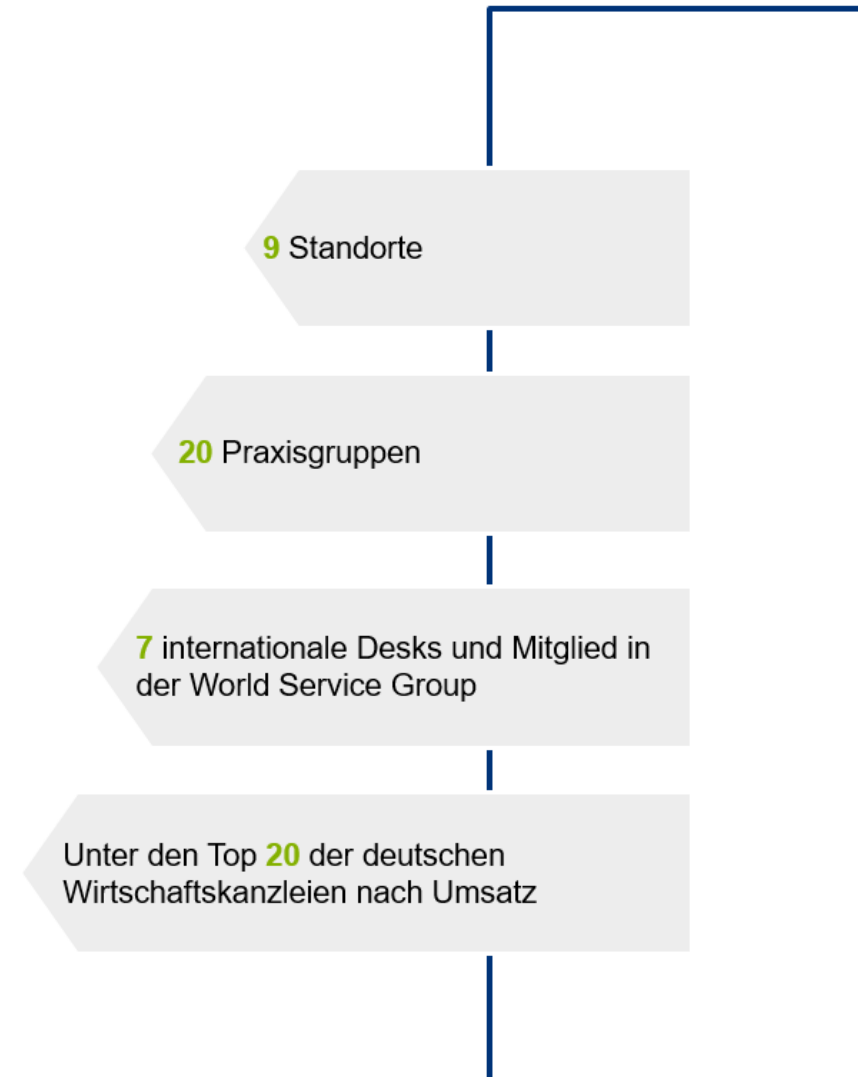 9 Standorte
20 Praxisgruppen
7 internationale Desks und Mitglied in
der World Service Group
Unter den Top 20 der deutschen
Wirtschaftskanzleien nach Umsatz